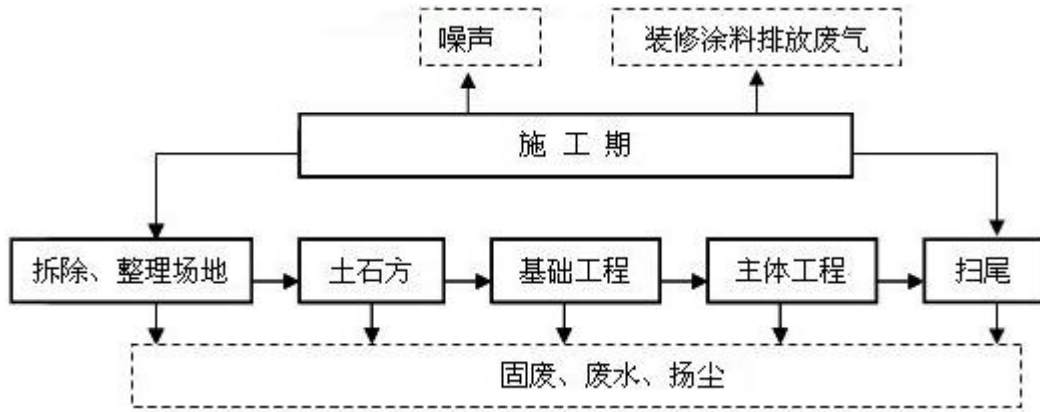 噪声
装修涂料排放废气
施 工 期
拆除、整理场地
土石方
基础工程
主体工程
扫尾
固废、废水、扬尘